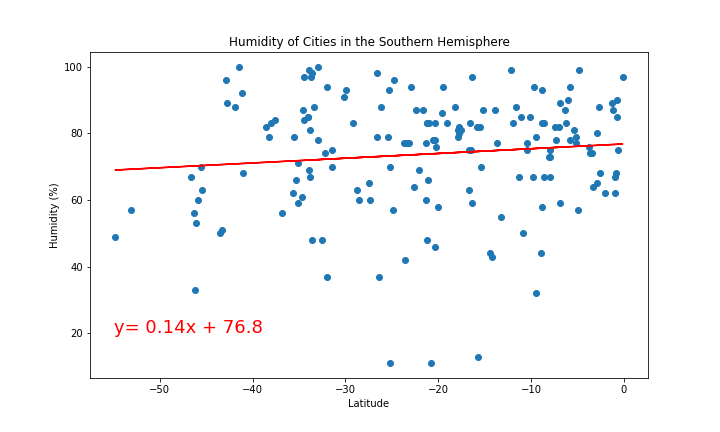 Humidity of Cities in the Southern Hemisphere
100
80
60
40
20
Humidity (%)
y= 0.14x + 76.8
−50
−40
−30
−20
−10
0
Latitude